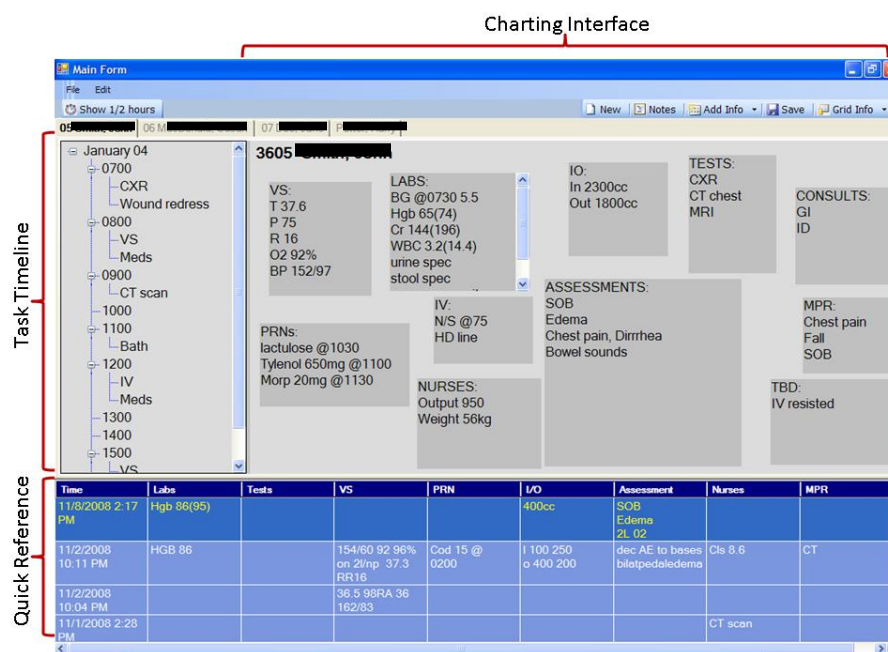 Charting Interface
Main Form
File Edit
Show 1/2 hours
New Notes Add Info Save Grid Info
05
06 M
07 D
Task Timeline
January 04
0700
CXR
Wound redress
0800
VS
Meds
0900
CT scan
1000
1100
Bath
1200
IV
Meds
1300
1400
1500
VS
3605
VS:
T 37.6
P 75
R 16
O2 92%
BP 152/97
LABS:
BG @0730 5.5
Hgb 65(74)
Cr 144(196)
WBC 3.2(14.4)
urine spec
stool spec
IO:
In 2300cc
Out 1800cc
TESTS:
CXR
CT chest
MRI
CONSULTS:
GI
ID
PRNs:
lactulose @1030
Tylenol 650mg @1100
Morp 20mg @1130
IV:
N/S @75
HD line
NURSES:
Output 950
Weight 56kg
ASSESSMENTS:
SOB
Edema
Chest pain, Dirrrhea
Bowel sounds
MPR:
Chest pain
Fall
SOB
TBD:
IV resisted
Quick Reference
Time Labs Tests VS PRN I/O Assessment Nurses MPR
11/8/2008 2:17 Hgb 86(95) 400cc SOB
PM Edema
2L 02
11/2/2008 HGB 86 154/60 92 96% Cod 15 @ I 100 250 dec AE to bases Cls 8.6 CT
10:11 PM on 2l/np 37.3 0200 o 400 200 bilatpedaledema
RR16
11/2/2008 36.5 98RA 36
10:04 PM 162/83
11/1/2008 2:28 CT scan
PM